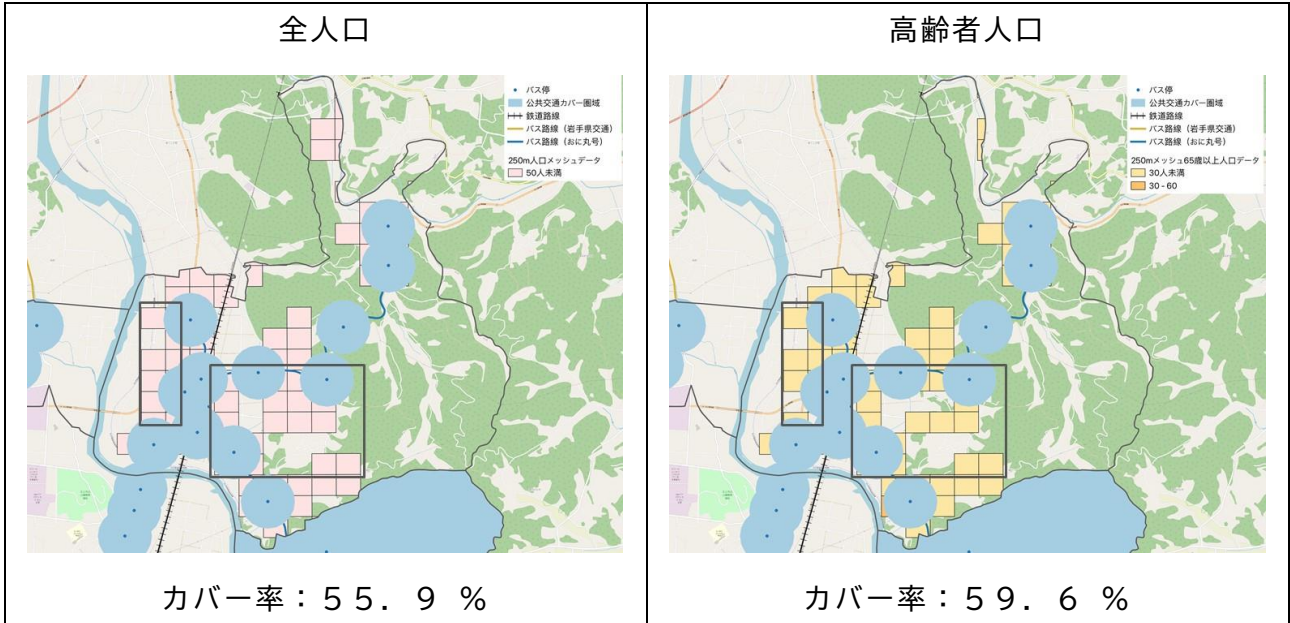 全人口
バス停
公共交通カバー圏域
鉄道路線
バス路線（岩手県交通）
バス路線（おに丸号）
250m人口メッシュデータ
50人未満
カバー率：５５．９ %
高齢者人口
バス停
公共交通カバー圏域
鉄道路線
バス路線（岩手県交通）
バス路線（おに丸号）
250mメッシュ65歳以上人口データ
30人未満
30 - 60
カバー率：５９．６ %